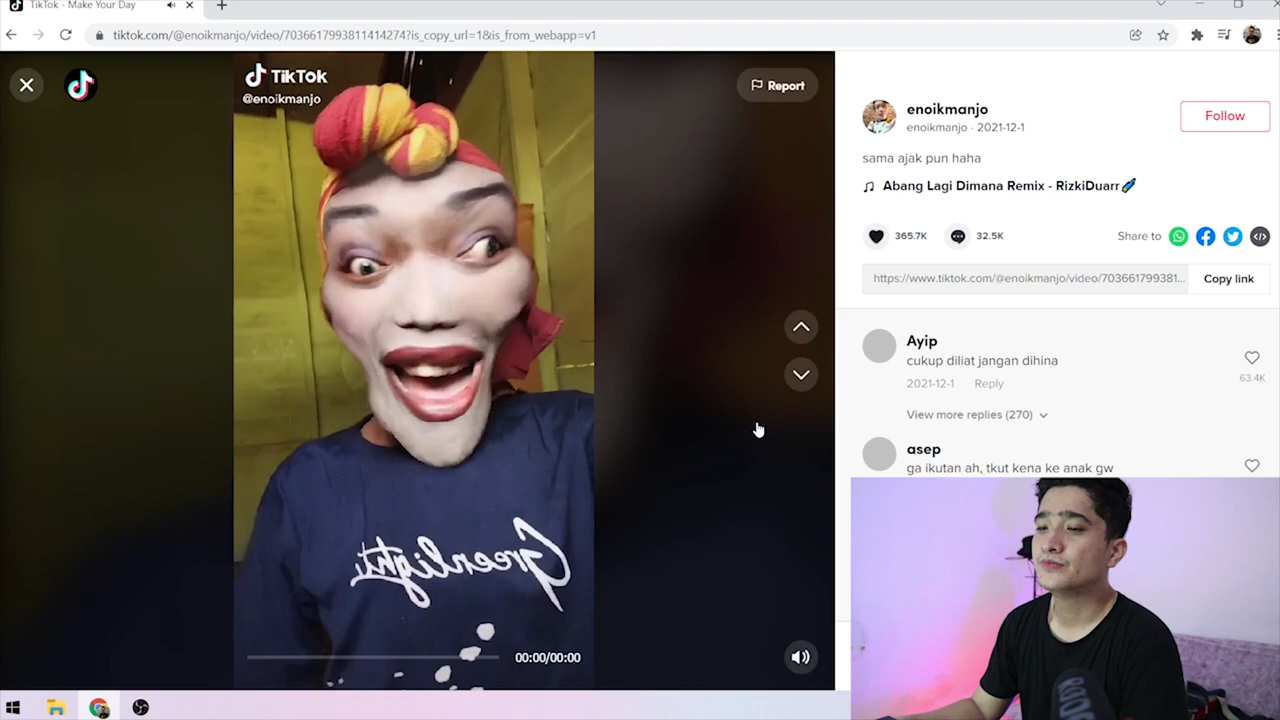 TikTok - Make Your Day
tiktok.com/@enoikmanjo/video/7036617993811414274?is_copy_url=1&is_from_webapp=v1
TikTok
@enoikmanjo
Report
enoikmanjo
enoikmanjo · 2021-12-1
Follow
sama ajak pun haha
Abang Lagi Dimana Remix - RizkiDuarr
365.7K
32.5K
Share to
https://www.tiktok.com/@enoikmanjo/video/703661799381...
Copy link
Ayip
cukup diliat jangan dihina
63.4K
2021-12-1 Reply
View more replies (270)
asep
ga ikutan ah, tkut kena ke anak gw
Greenlight
00:00/00:00